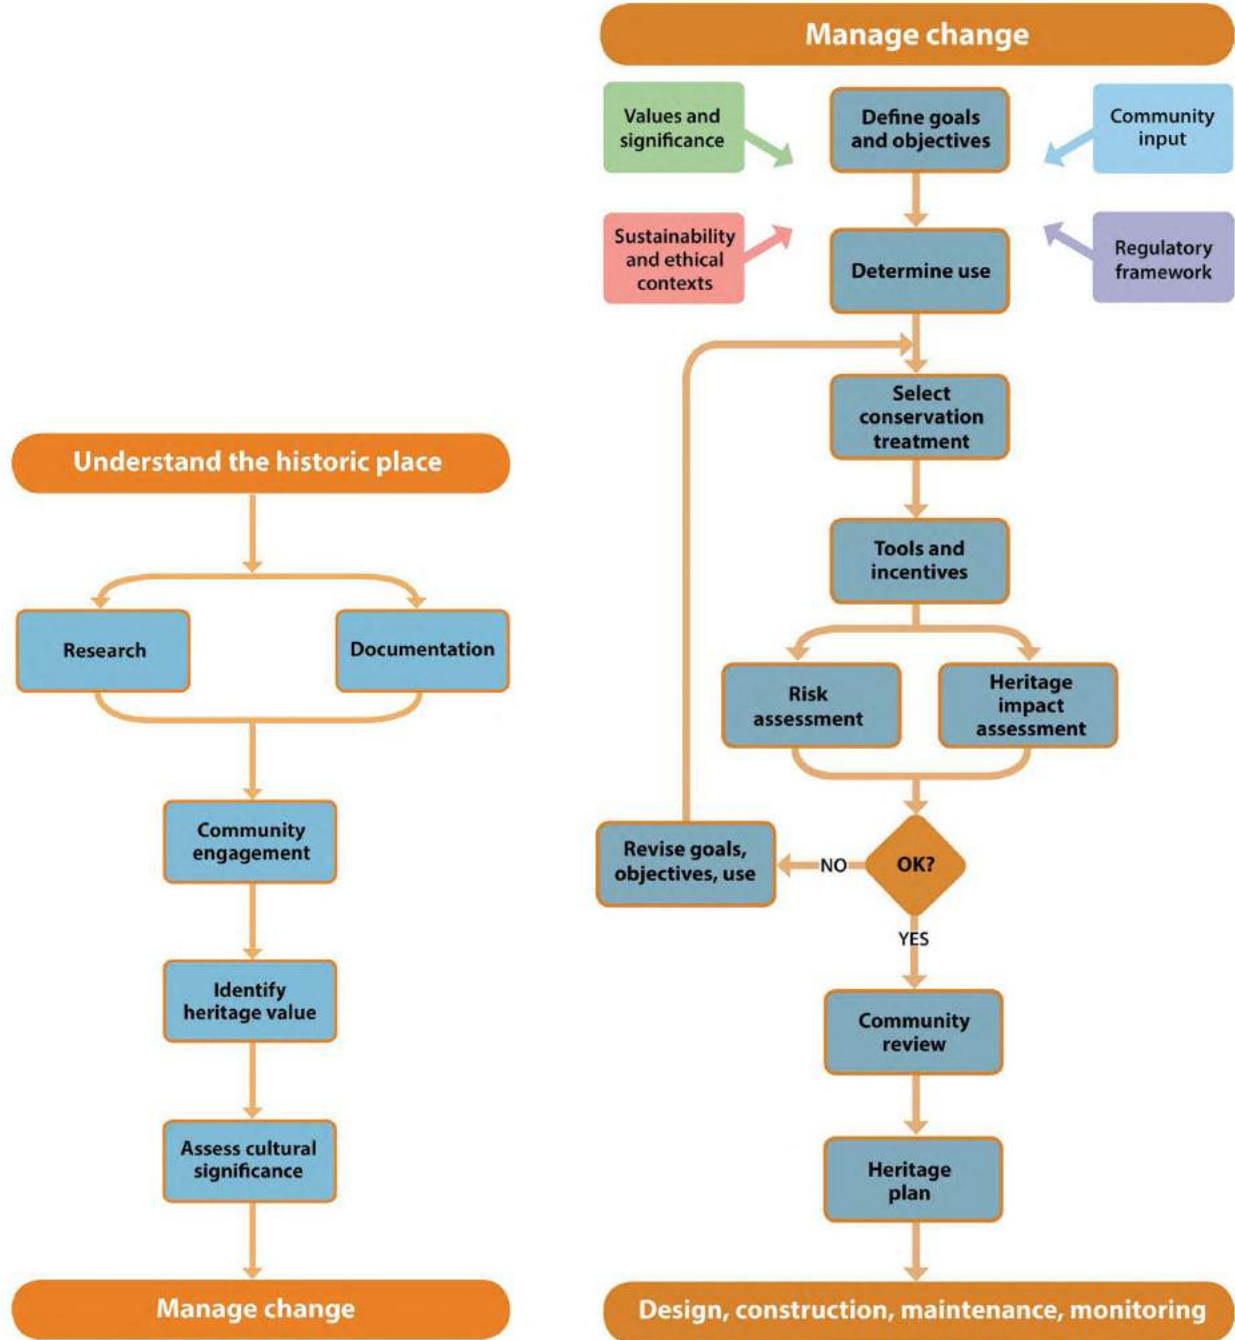 Understand the historic place
Research
Documentation
Community
engagement
Identify
heritage value
Assess cultural
significance
Manage change
Manage change
Values and
significance
Define goals
and objectives
Community
input
Sustainability
and ethical
contexts
Determine use
Regulatory
framework
Select
conservation
treatment
Tools and
incentives
Risk
assessment
Heritage
impact
assessment
Revise goals,
objectives, use
NO
OK?
YES
Community
review
Heritage
plan
Design, construction, maintenance, monitoring